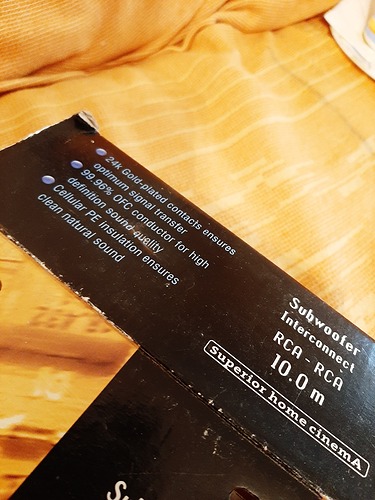 24k Gold-plated contacts ensures
optimum signal transfer
99.96% OFC conductor for high
definition sound quality
Cellular PE insulation ensures
clean natural sound
Subwoofer
Interconnect
RCA - RCA
10.0 m
superior home cinemA